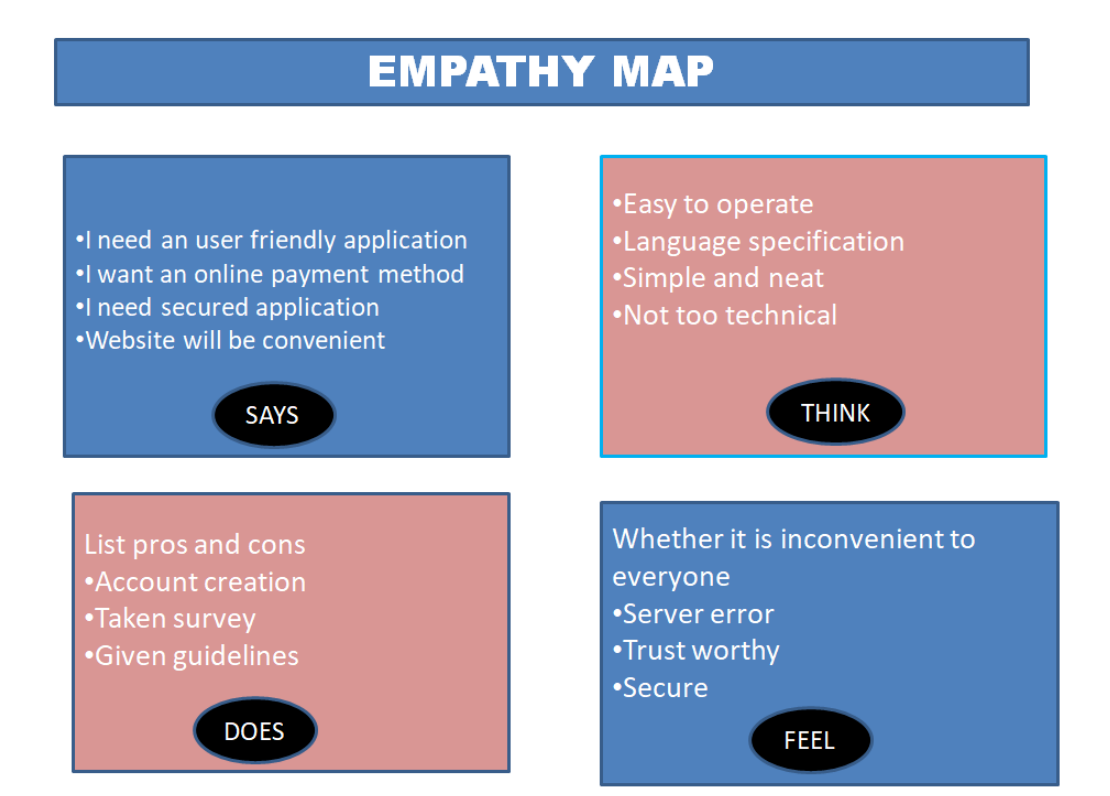 EMPATHY MAP
•I need an user friendly application
•I want an online payment method
•I need secured application
•Website will be convenient
SAYS
•Easy to operate
•Language specification
•Simple and neat
•Not too technical
THINK
List pros and cons
•Account creation
•Taken survey
•Given guidelines
DOES
Whether it is inconvenient to
everyone
•Server error
•Trust worthy
•Secure
FEEL